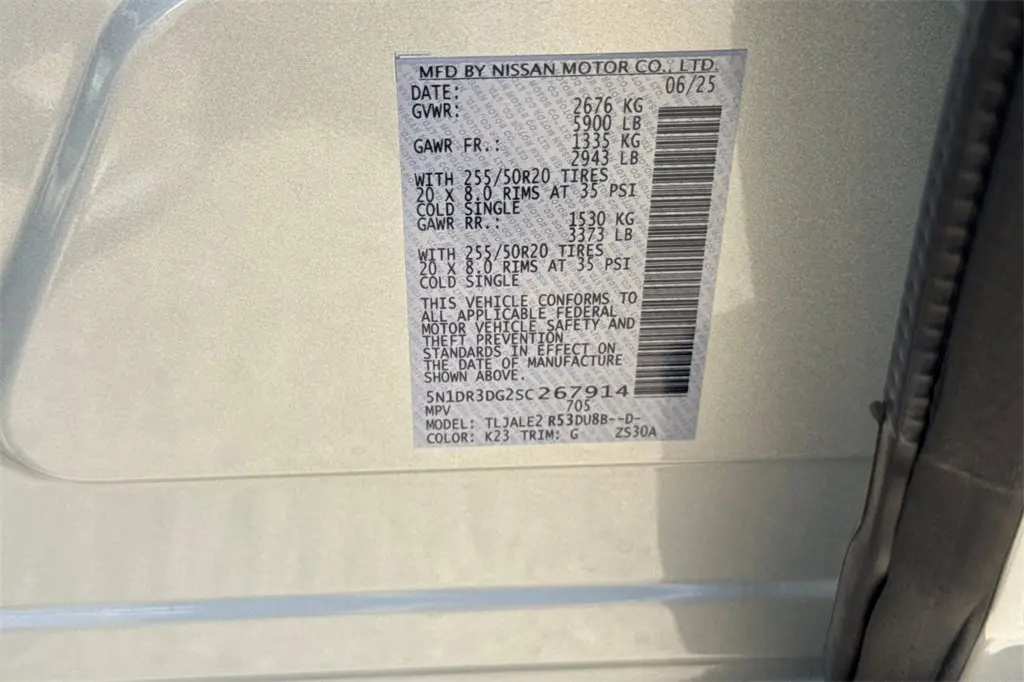 MFD BY NISSAN MOTOR CO., LTD.
DATE: 06/25
GVWR: 2676 KG
5900 LB
GAWR FR.: 1335 KG
2943 LB
WITH 255/50R20 TIRES
20 X 8.0 RIMS AT 35 PSI
COLD SINGLE
GAWR RR.: 1530 KG
3373 LB
WITH 255/50R20 TIRES
20 X 8.0 RIMS AT 35 PSI
COLD SINGLE
THIS VEHICLE CONFORMS TO
ALL APPLICABLE FEDERAL
MOTOR VEHICLE SAFETY AND
THEFT PREVENTION
STANDARDS IN EFFECT ON
THE DATE OF MANUFACTURE
SHOWN ABOVE.
5N1DR3DG2SC267914
MPV 705
MODEL: TLJALE2 R53DU8B--D-
COLOR: K23 TRIM: G ZS30A